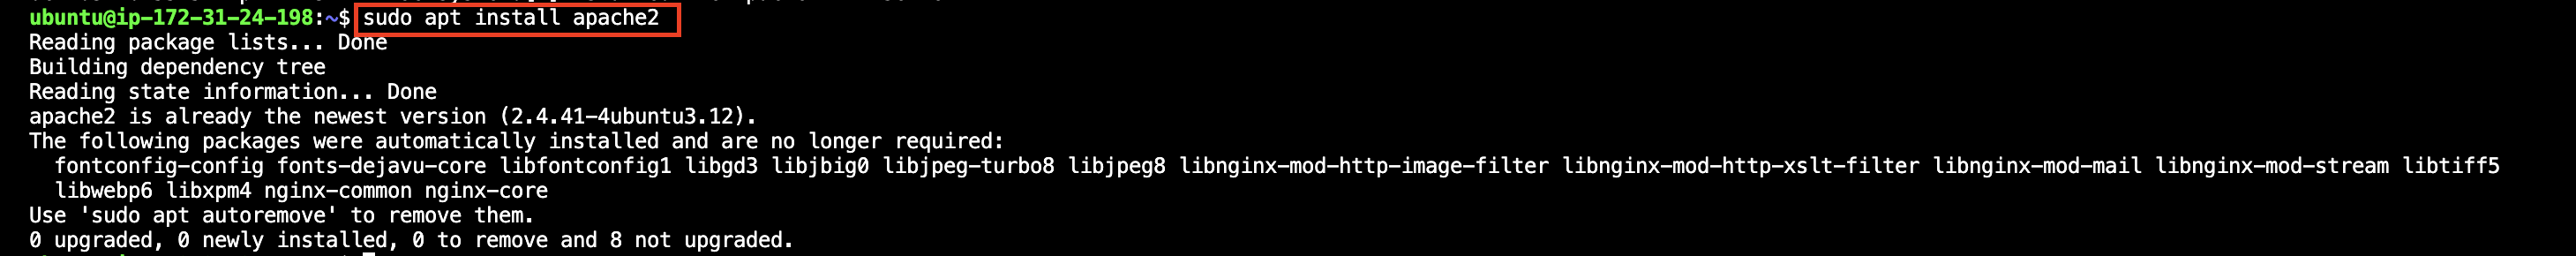 ubuntu@ip-172-31-24-198:~$ sudo apt install apache2
Reading package lists... Done
Building dependency tree
Reading state information... Done
apache2 is already the newest version (2.4.41-4ubuntu3.12).
The following packages were automatically installed and are no longer required:
  fontconfig-config fonts-dejavu-core libfontconfig1 libgd3 libjbig0 libjpeg-turbo8 libjpeg8 libnginx-mod-http-image-filter libnginx-mod-http-xslt-filter libnginx-mod-mail libnginx-mod-stream libtiff5
  libwebp6 libxpm4 nginx-common nginx-core
Use 'sudo apt autoremove' to remove them.
0 upgraded, 0 newly installed, 0 to remove and 8 not upgraded.